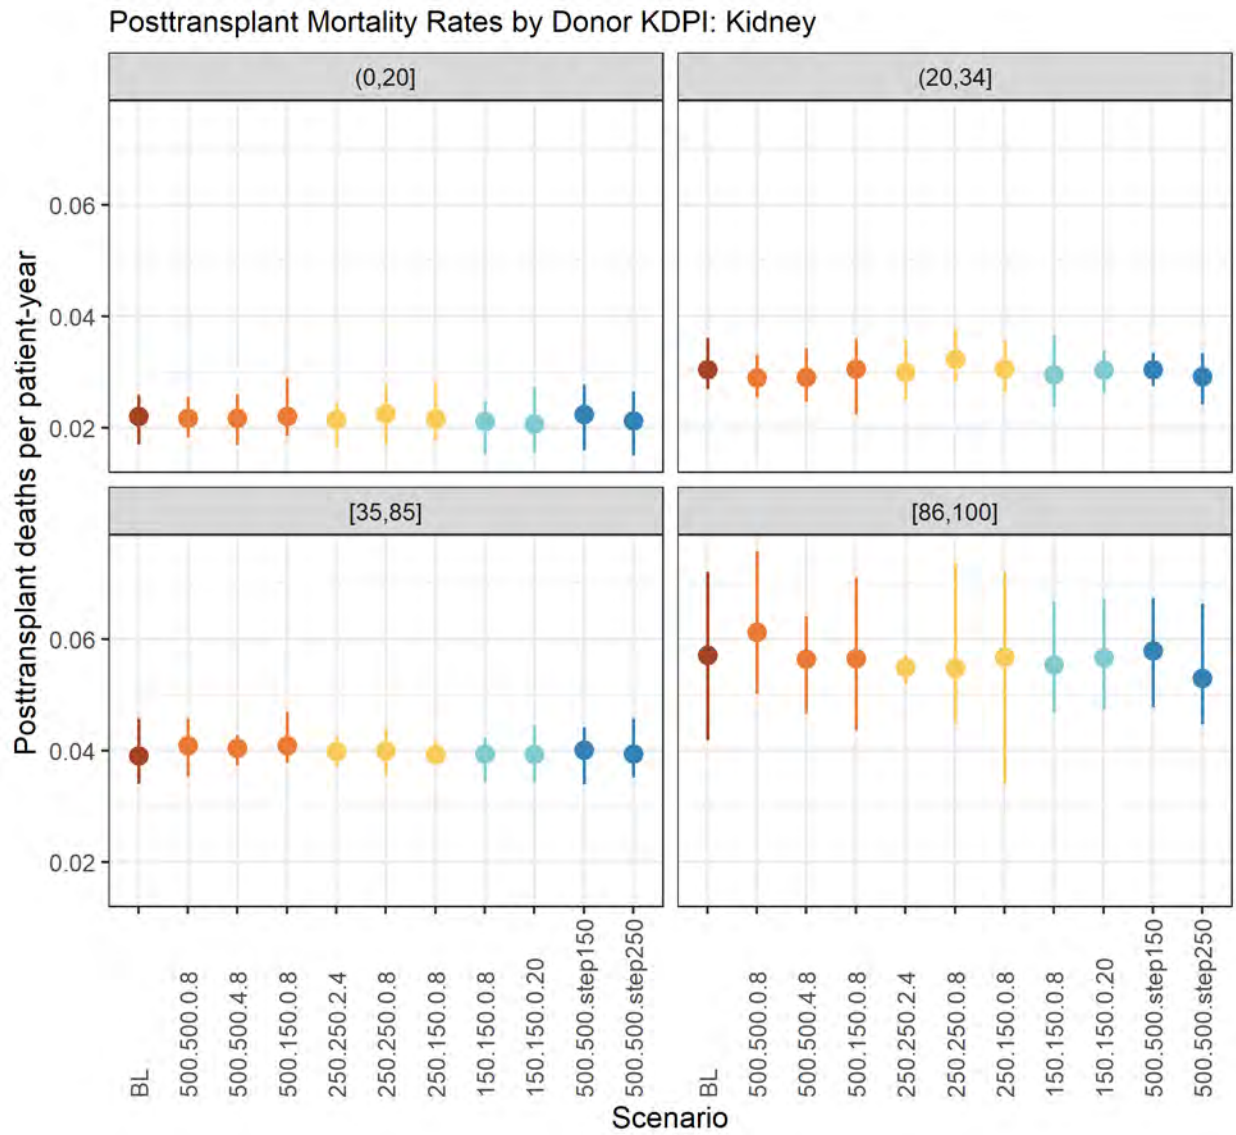 Posttransplant Mortality Rates by Donor KDPI: Kidney
(0,20]
(20,34]
0.06
0.04
0.02
[35,85]
[86,100]
0.06
0.04
0.02
Posttransplant deaths per patient-year
BL
500.500.0.8
500.500.4.8
500.150.0.8
250.250.2.4
250.250.0.8
250.150.0.8
150.150.0.8
150.150.0.20
500.500.step150
500.500.step250
BL
500.500.0.8
500.500.4.8
500.150.0.8
250.250.2.4
250.250.0.8
250.150.0.8
150.150.0.8
150.150.0.20
500.500.step150
500.500.step250
Scenario